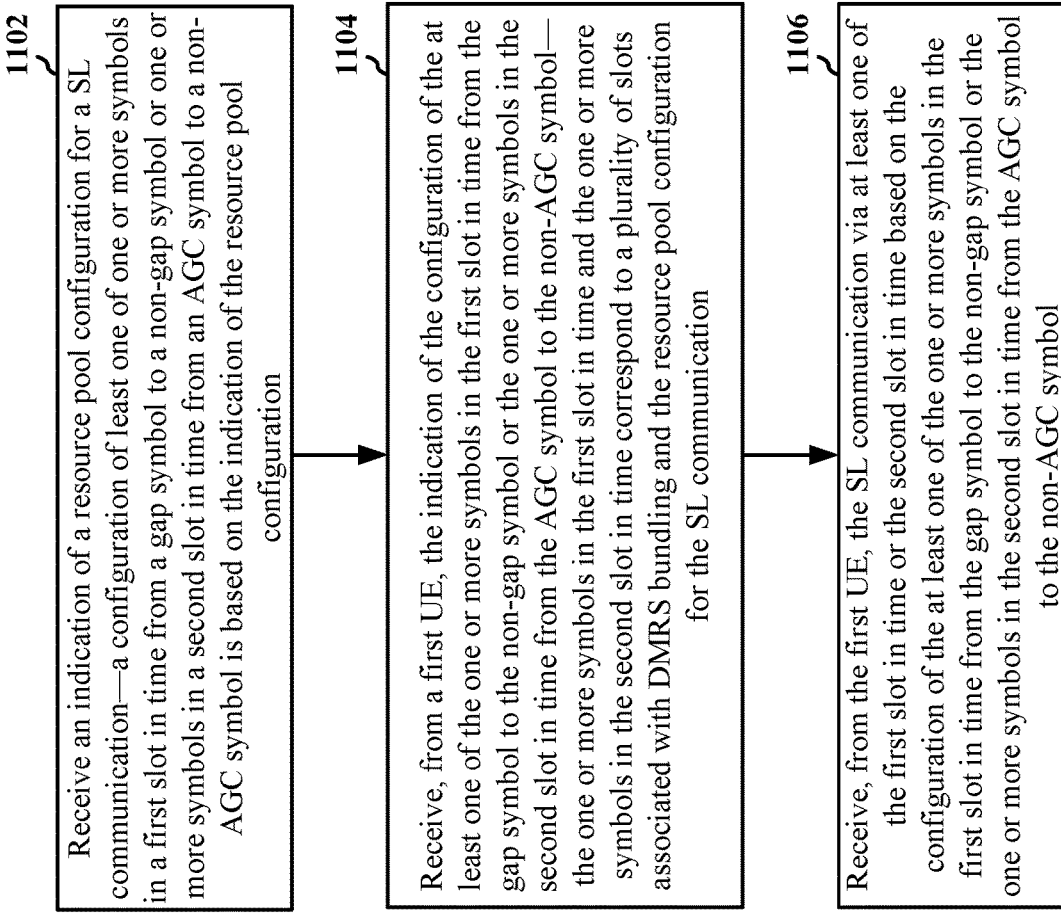 1102
Receive an indication of a resource pool configuration for a SL
communication—a configuration of least one of one or more symbols
in a first slot in time from a gap symbol to a non-gap symbol or one or
more symbols in a second slot in time from an AGC symbol to a non-
AGC symbol is based on the indication of the resource pool
configuration
1104
Receive, from a first UE, the indication of the configuration of the at
least one of the one or more symbols in the first slot in time from the
gap symbol to the non-gap symbol or the one or more symbols in the
second slot in time from the AGC symbol to the non-AGC symbol—
the one or more symbols in the first slot in time and the one or more
symbols in the second slot in time correspond to a plurality of slots
associated with DMRS bundling and the resource pool configuration
for the SL communication
1106
Receive, from the first UE, the SL communication via at least one of
the first slot in time or the second slot in time based on the
configuration of the at least one of the one or more symbols in the
first slot in time from the gap symbol to the non-gap symbol or the
one or more symbols in the second slot in time from the AGC symbol
to the non-AGC symbol